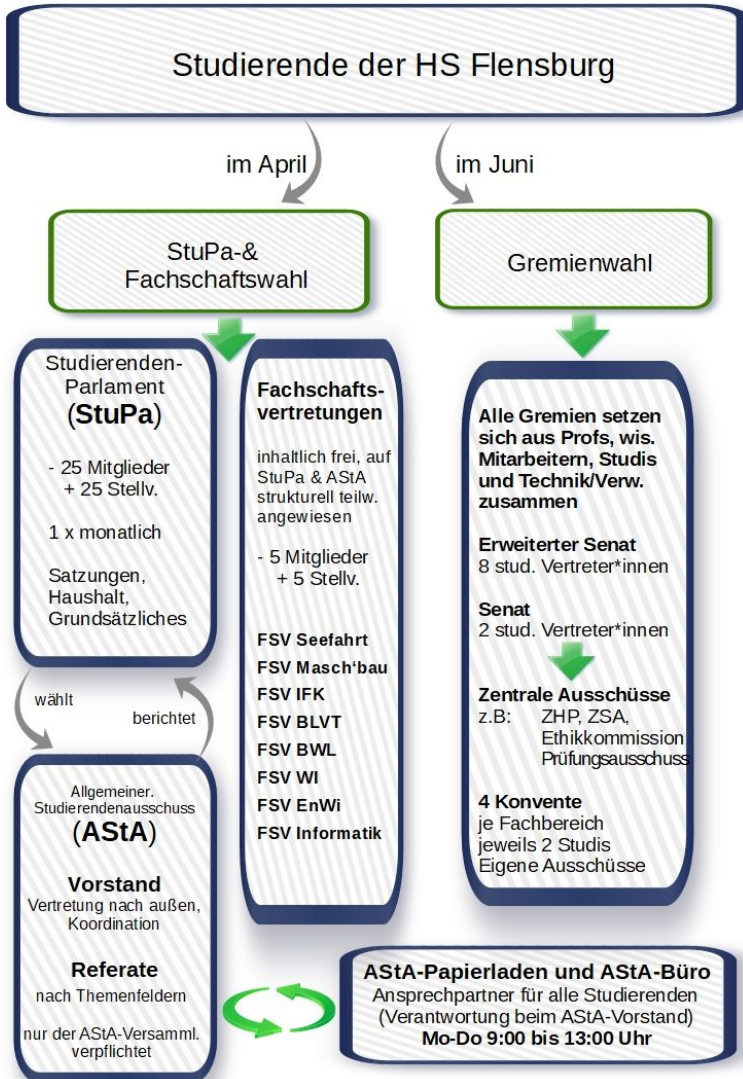 Studierende der HS Flensburg
im April
im Juni
StuPa-&
Fachschaftswahl
Gremienwahl
Studierenden-
Parlament
(StuPa)
- 25 Mitglieder
+ 25 Stellv.
1 x monatlich
Satzungen,
Haushalt,
Grundsätzliches
wählt
berichtet
Allgemeiner.
Studierendenausschuss
(AStA)
Vorstand
Vertretung nach außen,
Koordination
Referate
nach Themenfeldern
nur der AStA-Versamml.
verpflichtet
Fachschafts-
vertretungen
inhaltlich frei, auf
StuPa & AStA
strukturell teilw.
angewiesen
- 5 Mitglieder
+ 5 Stellv.
FSV Seefahrt
FSV Masch‘bau
FSV IFK
FSV BLVT
FSV BWL
FSV WI
FSV EnWi
FSV Informatik
Alle Gremien setzen
sich aus Profs, wis.
Mitarbeitern, Studis
und Technik/Verw.
zusammen
Erweiterter Senat
8 stud. Vertreter*innen
Senat
2 stud. Vertreter*innen
Zentrale Ausschüsse
z.B: ZHP, ZSA,
Ethikkommission
Prüfungsausschuss
4 Konvente
je Fachbereich
jeweils 2 Studis
Eigene Ausschüsse
AStA-Papierladen und AStA-Büro
Ansprechpartner für alle Studierenden
(Verantwortung beim AStA-Vorstand)
Mo-Do 9:00 bis 13:00 Uhr